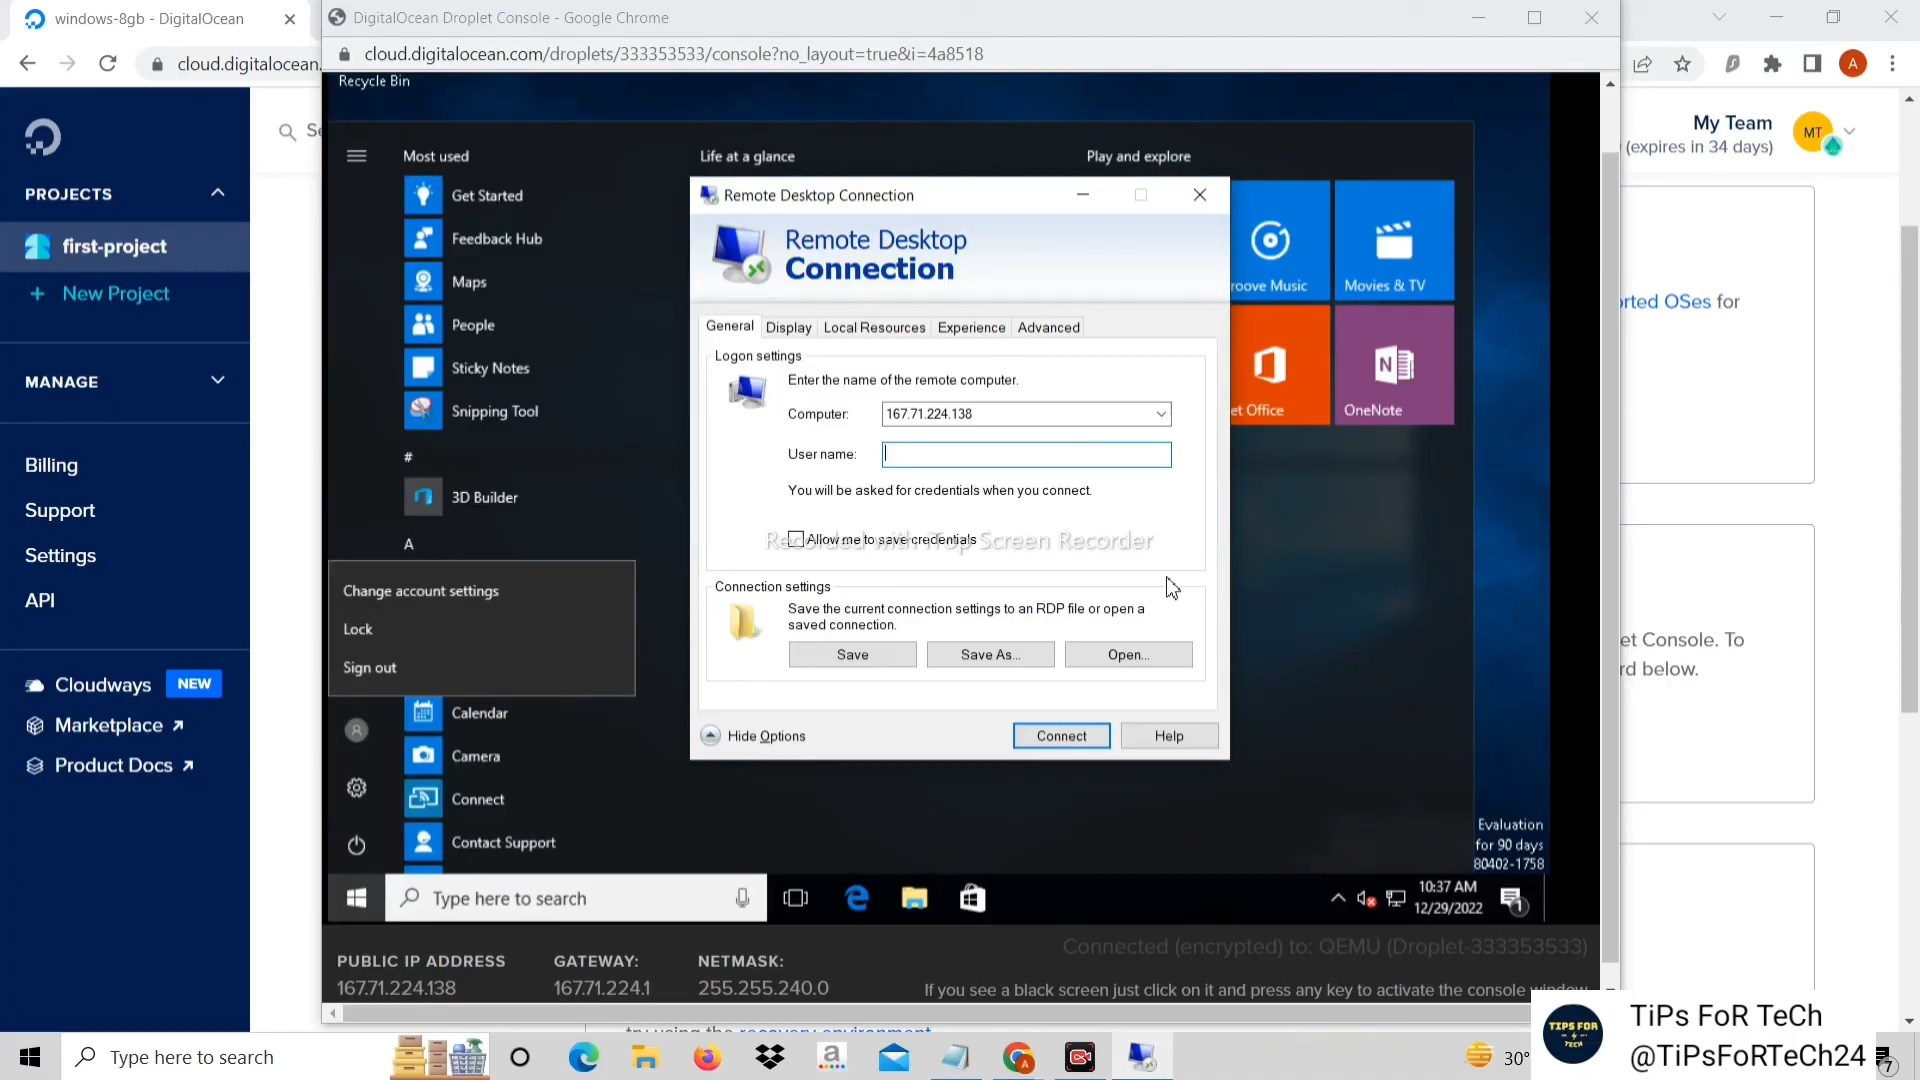 windows-8gb - DigitalOcean
DigitalOcean Droplet Console - Google Chrome
cloud.digitalocean.
cloud.digitalocean.com/droplets/333353533/console?no_layout=true&i=4a8518
A
Recycle Bin
PROJECTS
first-project
New Project
MANAGE
Billing
Support
Settings
API
Cloudways NEW
Marketplace
Product Docs
Most used
Get Started
Feedback Hub
Maps
People
Sticky Notes
Snipping Tool
#
3D Builder
A
Change account settings
Lock
Sign out
Calendar
Camera
Connect
Contact Support
Life at a glance
Play and explore
roove Music
Movies & TV
et Office
OneNote
Remote Desktop Connection
Remote Desktop
Connection
General Display Local Resources Experience Advanced
Logon settings
Enter the name of the remote computer.
Computer: 167.71.224.138
User name:
You will be asked for credentials when you connect.
Allow me to save credentials
Recorded with iTop Screen Recorder
Connection settings
Save the current connection settings to an RDP file or open a
saved connection.
Save Save As... Open...
Hide Options
Connect Help
Evaluation
for 90 days
80402-1758
Type here to search
10:37 AM
12/29/2022
1
Connected (encrypted) to: QEMU (Droplet-333353533)
PUBLIC IP ADDRESS
167.71.224.138
GATEWAY:
167.71.224.1
NETMASK:
255.255.240.0
If you see a black screen just click on it and press any key to activate the console window
My Team
(expires in 34 days)
MT
rted OSes for
et Console. To
rd below.
try using the recovery environment
Type here to search
30°
TIPS FOR
TECH
TiPs FoR TeCh
@TiPsFoRTeCh24
7